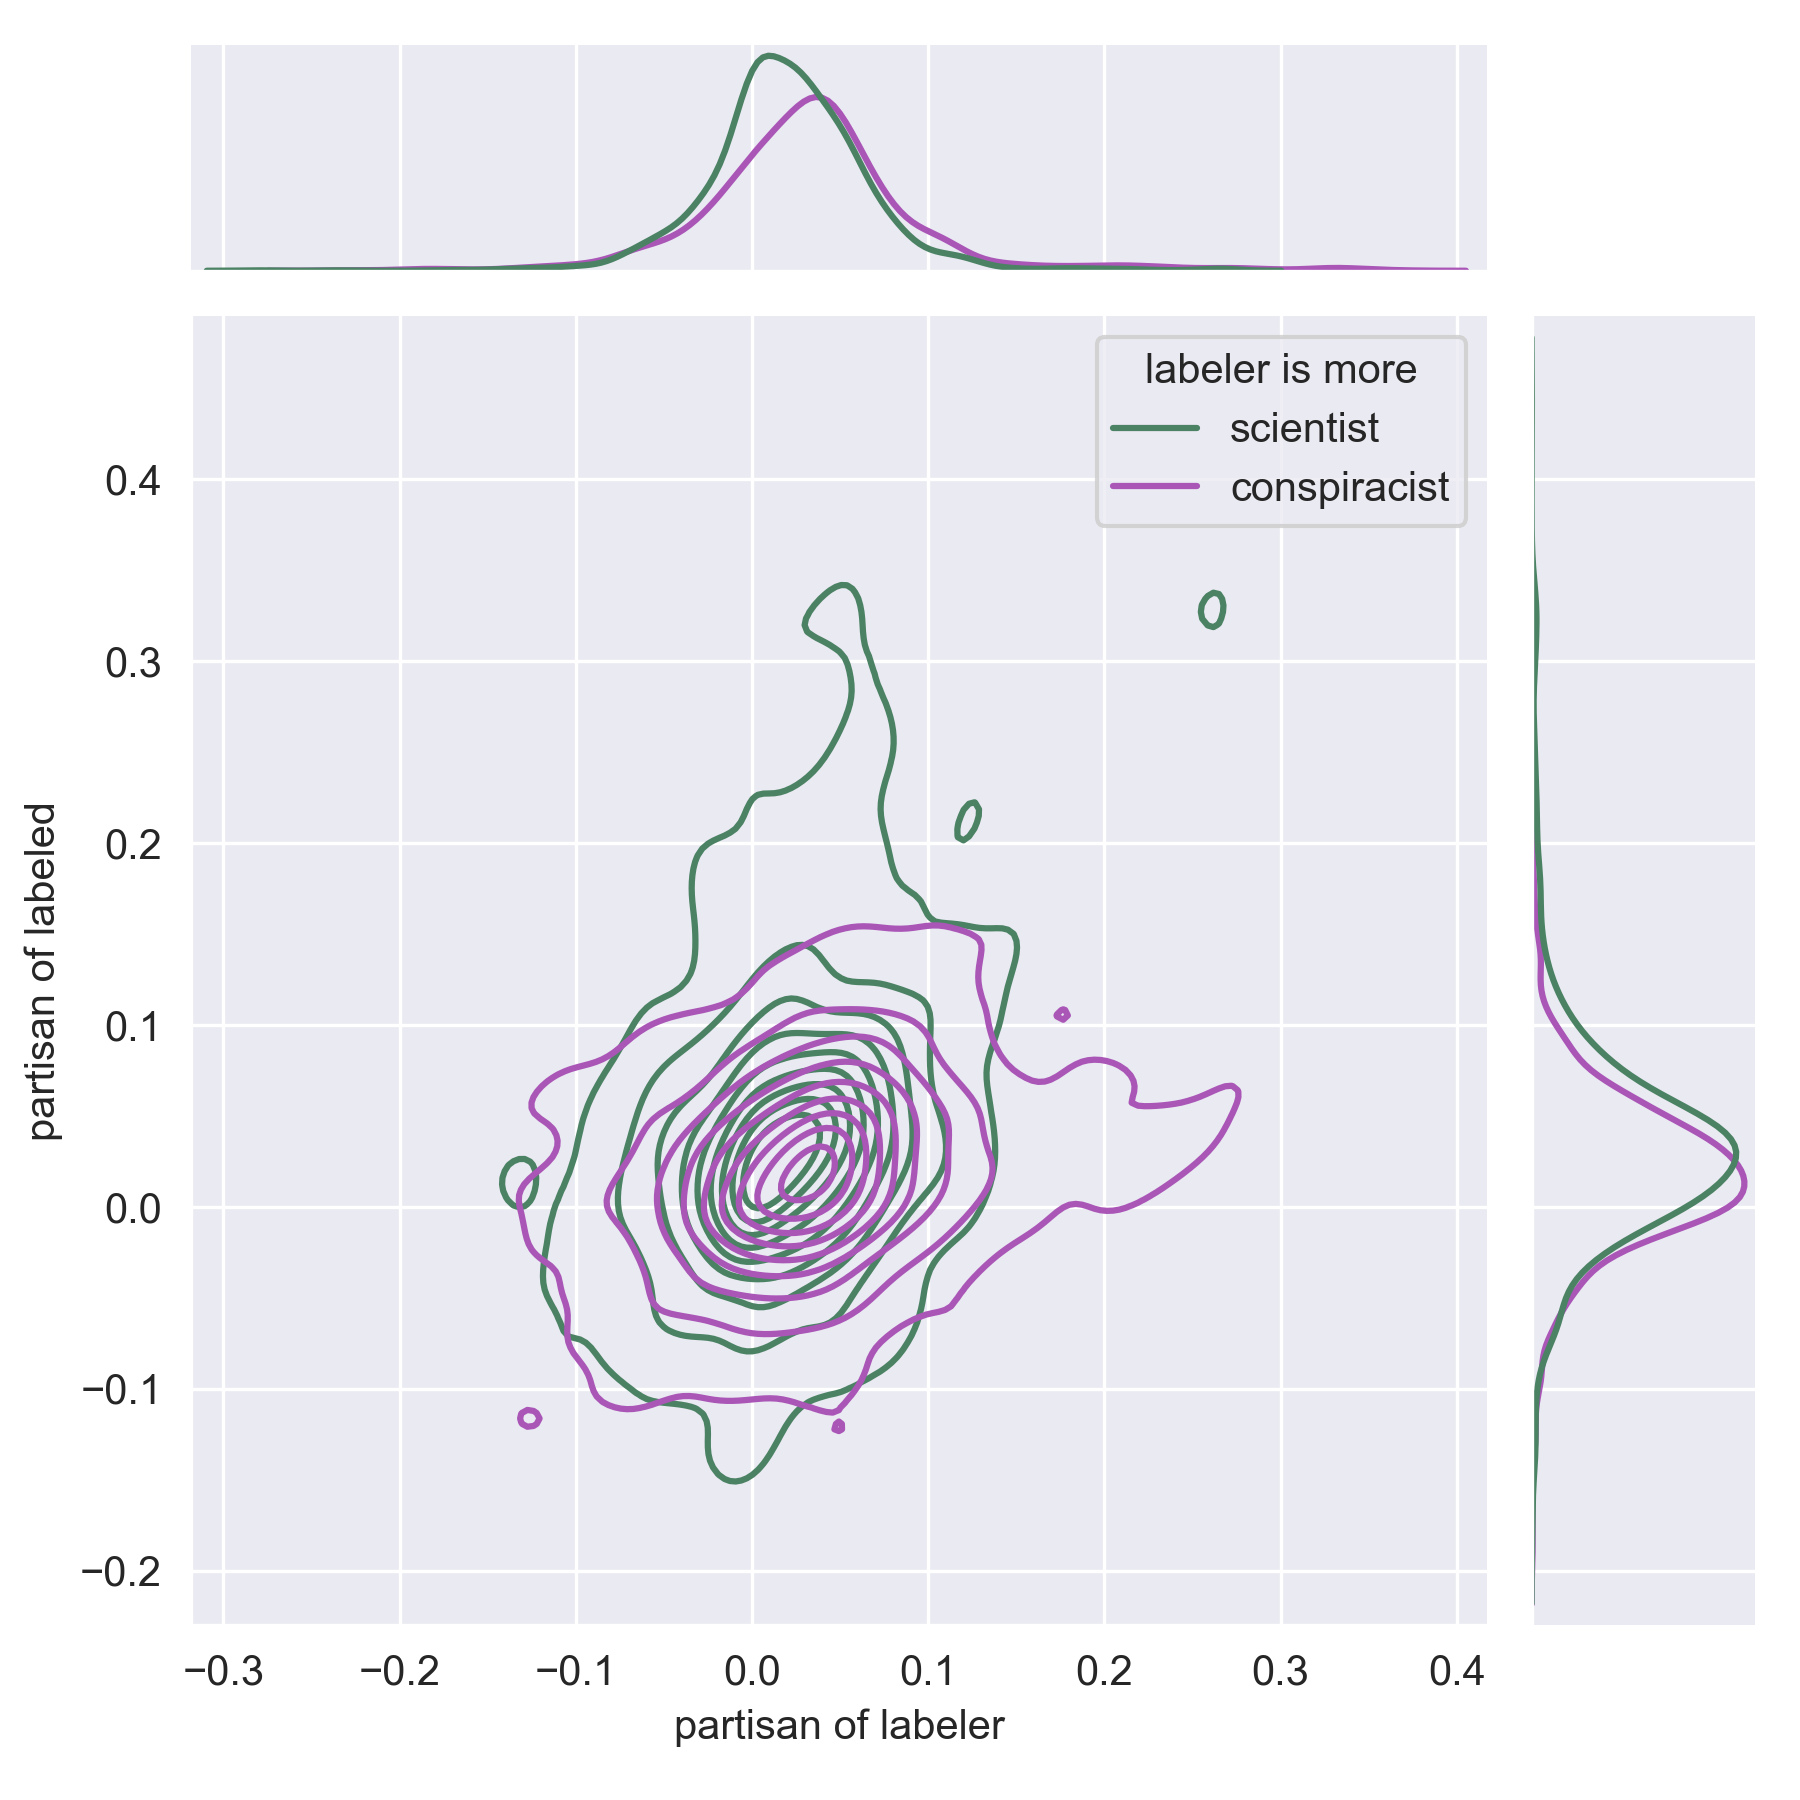 labeler is more
scientist
conspiracist
0.4
0.3
0.2
0.1
0.0
−0.1
−0.2
partisan of labeled
−0.3 −0.2 −0.1 0.0 0.1 0.2 0.3 0.4
partisan of labeler